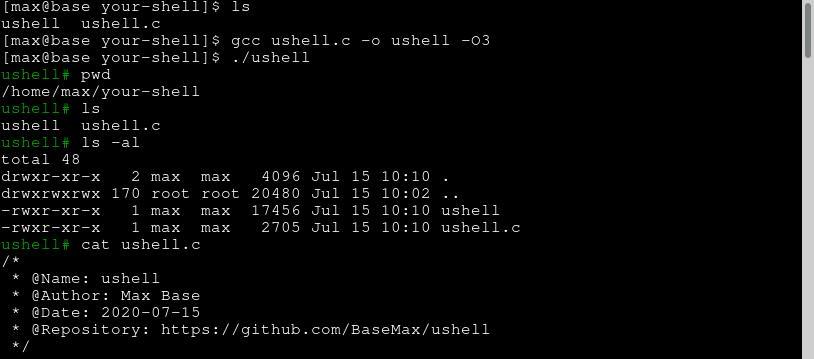 [max@base your-shell]$ ls
ushell  ushell.c
[max@base your-shell]$ gcc ushell.c -o ushell -O3
[max@base your-shell]$ ./ushell
ushell# pwd
/home/max/your-shell
ushell# ls
ushell  ushell.c
ushell# ls -al
total 48
drwxr-xr-x   2 max  max   4096 Jul 15 10:10 .
drwxrwxrwx 170 root root 20480 Jul 15 10:02 ..
-rwxr-xr-x   1 max  max  17456 Jul 15 10:10 ushell
-rwxr-xr-x   1 max  max   2705 Jul 15 10:10 ushell.c
ushell# cat ushell.c
/*
 * @Name: ushell
 * @Author: Max Base
 * @Date: 2020-07-15
 * @Repository: https://github.com/BaseMax/ushell
 */